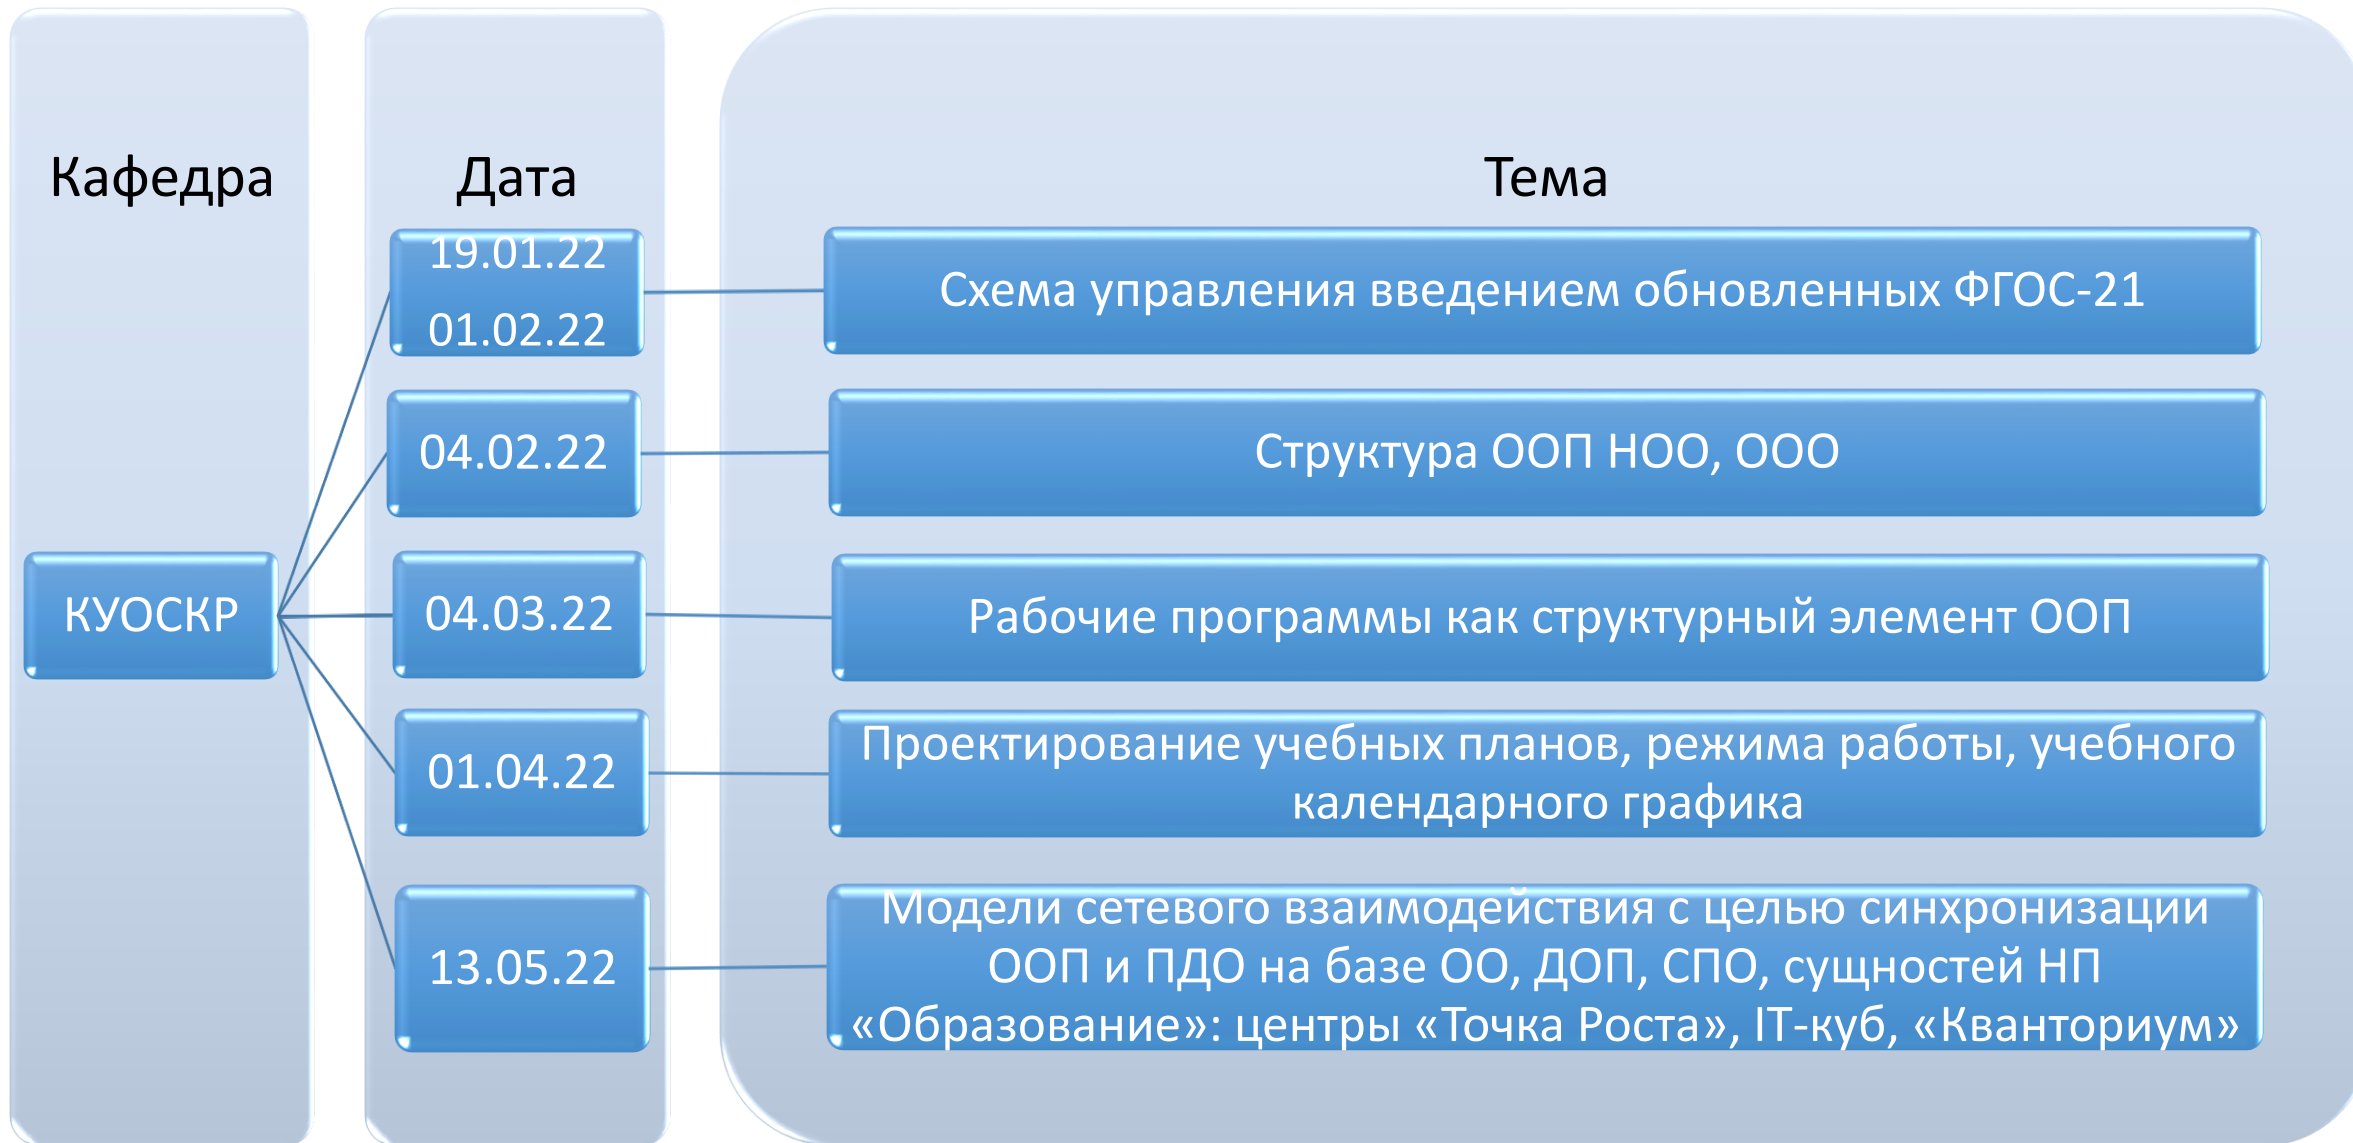 Кафедра
Дата
Тема
КУОСКР
19.01.22
01.02.22
Схема управления введением обновленных ФГОС-21
04.02.22
Структура ООП НОО, ООО
04.03.22
Рабочие программы как структурный элемент ООП
01.04.22
Проектирование учебных планов, режима работы, учебного
календарного графика
13.05.22
Модели сетевого взаимодействия с целью синхронизации
ООП и ПДО на базе ОО, ДОП, СПО, сущностей НП
«Образование»: центры «Точка Роста», IT-куб, «Кванториум»